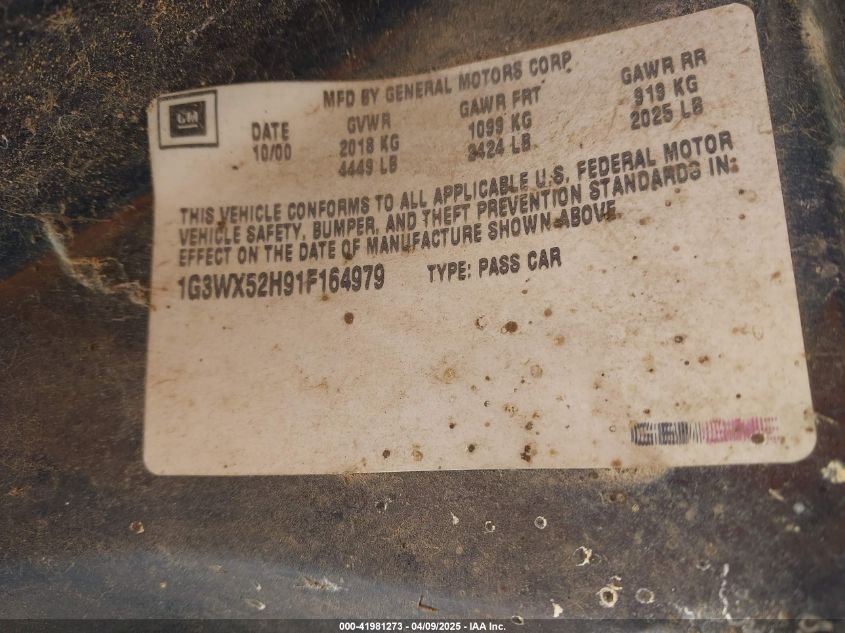 GM
MFD BY GENERAL MOTORS CORP
DATE GVWR GAWR FRT GAWR RR
10/00 2018 KG 1099 KG 919 KG
4449 LB 2424 LB 2025 LB
THIS VEHICLE CONFORMS TO ALL APPLICABLE U.S. FEDERAL MOTOR
VEHICLE SAFETY, BUMPER, AND THEFT PREVENTION STANDARDS IN
EFFECT ON THE DATE OF MANUFACTURE SHOWN ABOVE
1G3WX52H91F164979 TYPE: PASS CAR
000-41981273 - 04/09/2025 - IAA Inc.